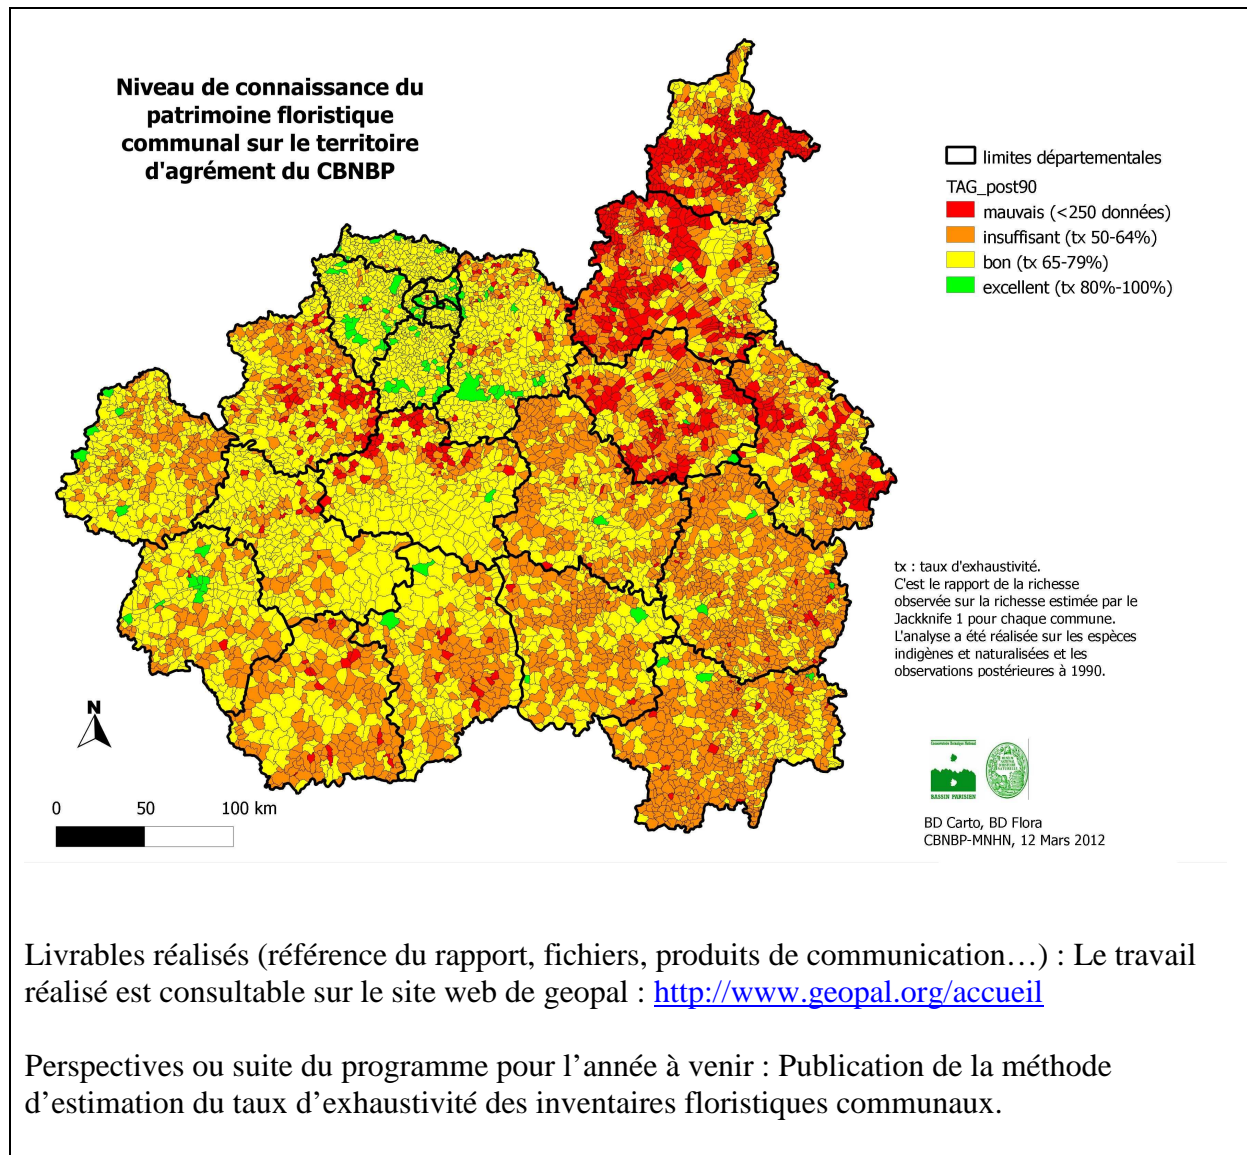 Niveau de connaissance du
patrimoine floristique
communal sur le territoire
d'agrément du CBNBP
limites départementales
TAG_post90
mauvais (<250 données)
insuffisant (tx 50-64%)
bon (tx 65-79%)
excellent (tx 80%-100%)
tx : taux d'exhaustivité.
C'est le rapport de la richesse
observée sur la richesse estimée par le
Jackknife 1 pour chaque commune.
L'analyse a été réalisée sur les espèces
indigènes et naturalisées et les
observations postérieures à 1990.
N
0 50 100 km
Conservatoire Botanique National
BASSIN PARISIEN
BD Carto, BD Flora
CBNBP-MNHN, 12 Mars 2012
Livrables réalisés (référence du rapport, fichiers, produits de communication…) : Le travail
réalisé est consultable sur le site web de geopal : http://www.geopal.org/accueil
Perspectives ou suite du programme pour l’année à venir : Publication de la méthode
d’estimation du taux d’exhaustivité des inventaires floristiques communaux.